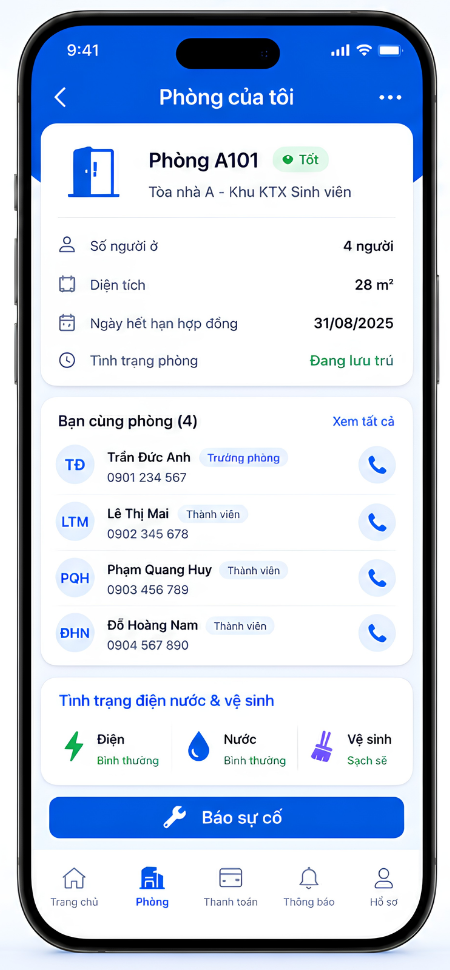 9:41
Phòng của tôi
Phòng A101
Tốt
Tòa nhà A - Khu KTX Sinh viên
Số người ở
4 người
Diện tích
28 m²
Ngày hết hạn hợp đồng
31/08/2025
Tình trạng phòng
Đang lưu trú
Bạn cùng phòng (4)
Xem tất cả
TĐ
Trần Đức Anh
Trưởng phòng
0901 234 567
LTM
Lê Thị Mai
Thành viên
0902 345 678
PQH
Phạm Quang Huy
Thành viên
0903 456 789
ĐHN
Đỗ Hoàng Nam
Thành viên
0904 567 890
Tình trạng điện nước & vệ sinh
Điện
Bình thường
Nước
Bình thường
Vệ sinh
Sạch sẽ
Báo sự cố
Trang chủ
Phòng
Thanh toán
Thông báo
Hồ sơ